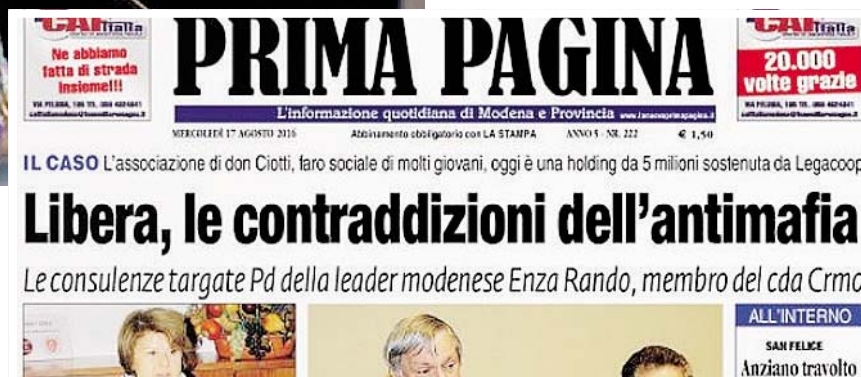 CAF Italia
Ne abbiamo
fatta di strada
insieme!!!
PRIMA PAGINA
CAF Italia
20.000
volte grazie
L'informazione quotidiana di Modena e Provincia
MERCOLEDÌ 17 AGOSTO 2016
Abbinamento obbligatorio con LA STAMPA
ANNO 5 - NR. 222
€ 1,50
IL CASO L'associazione di don Ciotti, faro sociale di molti giovani, oggi è una holding da 5 milioni sostenuta da Legacoop
Libera, le contraddizioni dell'antimafia
Le consulenze targate Pd della leader modenese Enza Rando, membro del cda Crmo
ALL'INTERNO
SAN FELICE
Anziano travolto